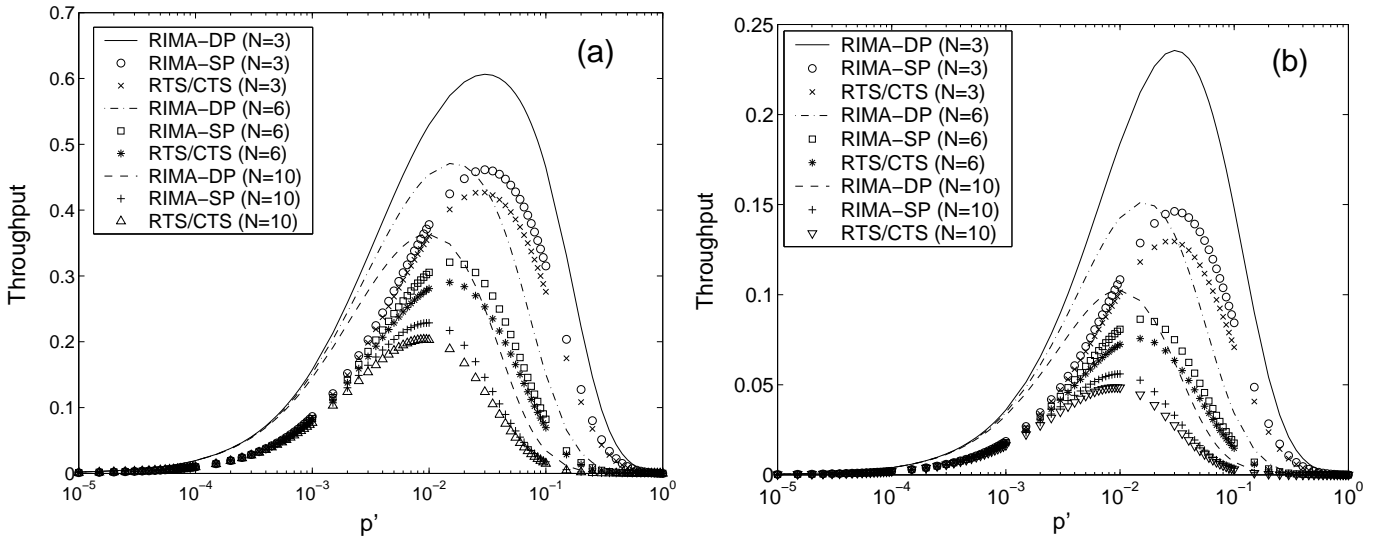 (a)
RIMA−DP (N=3)
RIMA−SP (N=3)
RTS/CTS (N=3)
RIMA−DP (N=6)
RIMA−SP (N=6)
RTS/CTS (N=6)
RIMA−DP (N=10)
RIMA−SP (N=10)
RTS/CTS (N=10)
0.7
0.6
0.5
0.4
0.3
0.2
0.1
0
Throughput
10^−5
10^−4
10^−3
10^−2
10^−1
10^0
p'
(b)
RIMA−DP (N=3)
RIMA−SP (N=3)
RTS/CTS (N=3)
RIMA−DP (N=6)
RIMA−SP (N=6)
RTS/CTS (N=6)
RIMA−DP (N=10)
RIMA−SP (N=10)
RTS/CTS (N=10)
0.25
0.2
0.15
0.1
0.05
0
Throughput
10^−5
10^−4
10^−3
10^−2
10^−1
10^0
p'